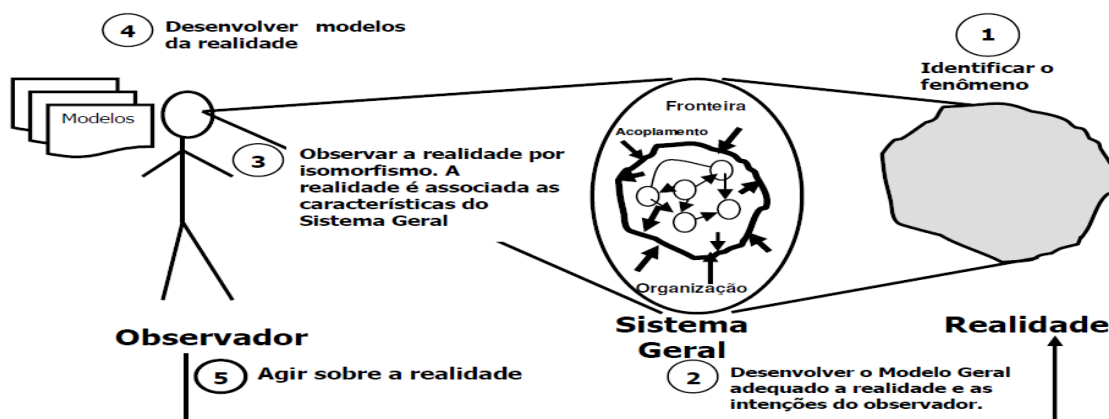 4
Desenvolver modelos
da realidade
1
Identificar o
fenômeno
Modelos
Fronteira
Acoplamento
3
Observar a realidade por
isomorfismo. A
realidade é associada as
características do
Sistema Geral
Organização
Observador
Sistema
Geral
Realidade
5
Agir sobre a realidade
2
Desenvolver o Modelo Geral
adequado a realidade e as
intenções do observador.